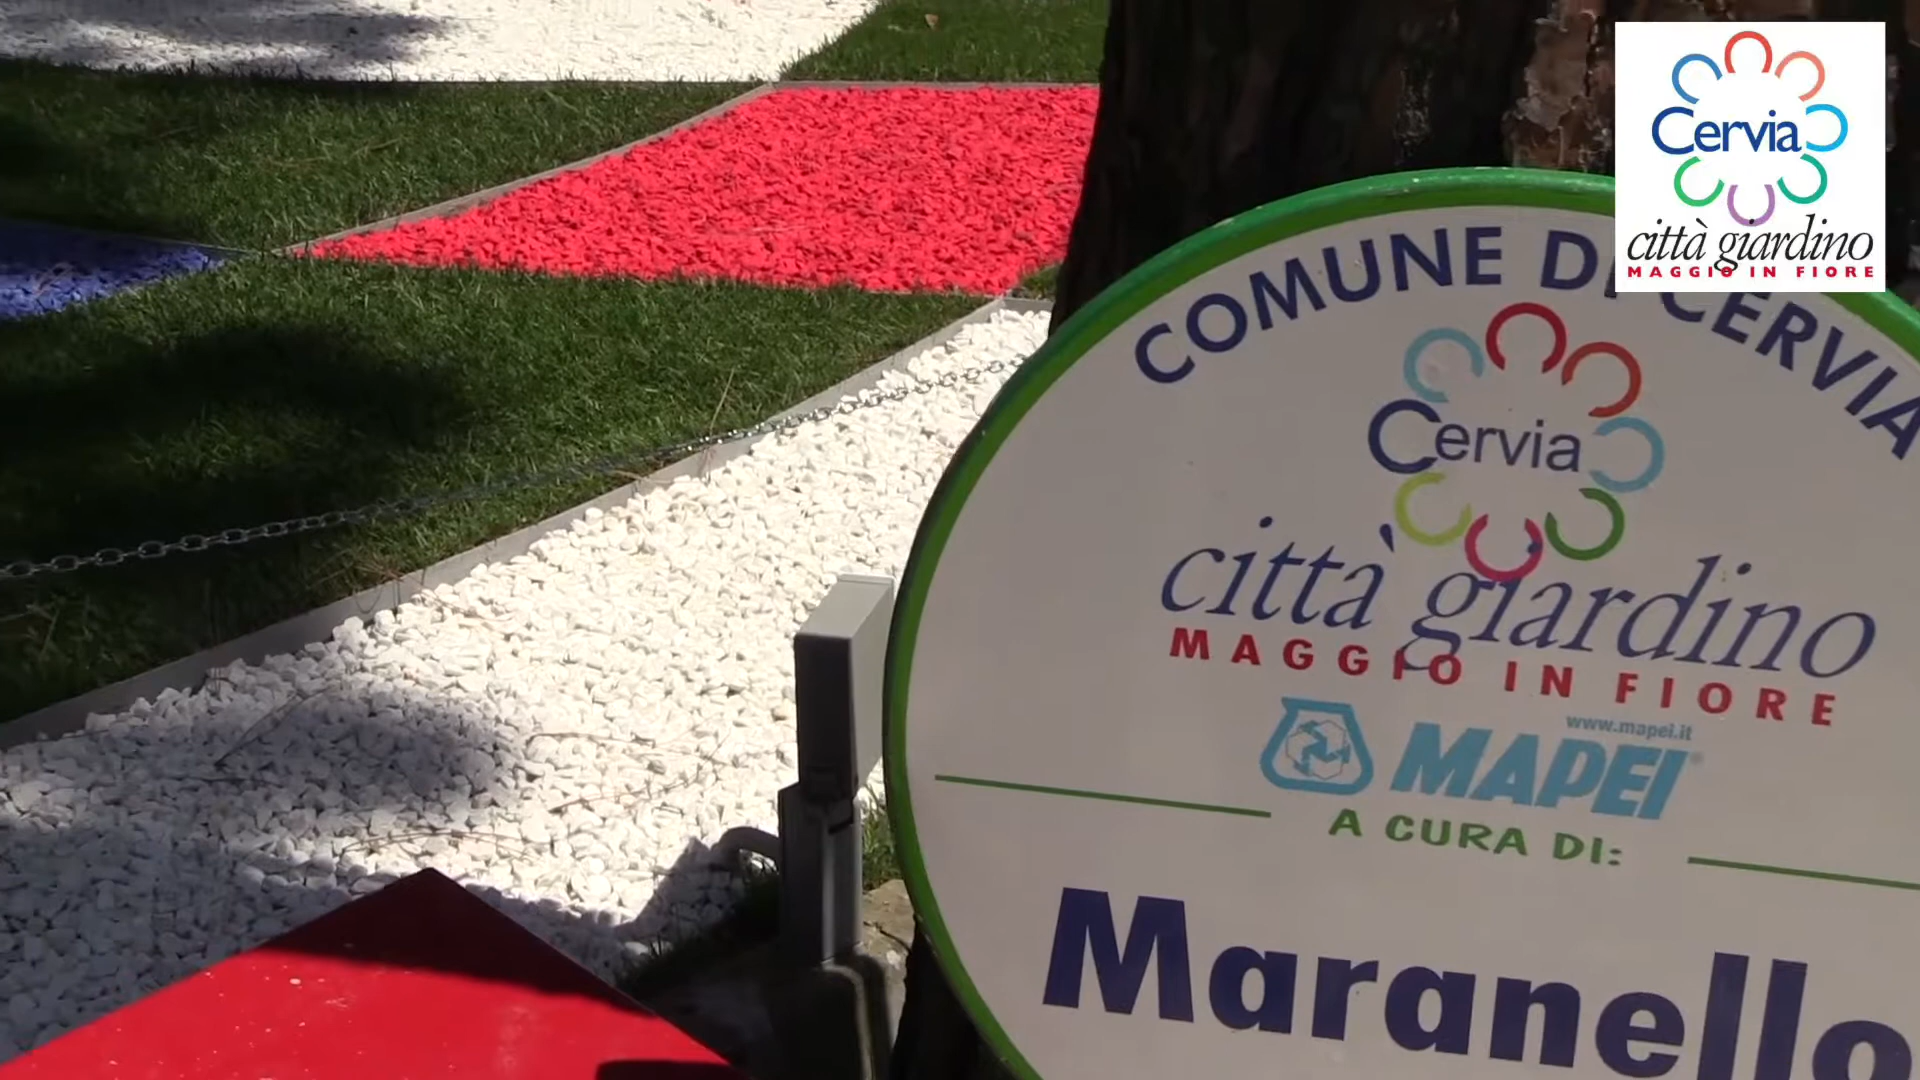 Cervia
città giardino
MAGGIO IN FIORE
COMUNE DI CERVIA
Cervia
città giardino
MAGGIO IN FIORE
www.mapei.it
MAPEI
A CURA DI:
Maranello